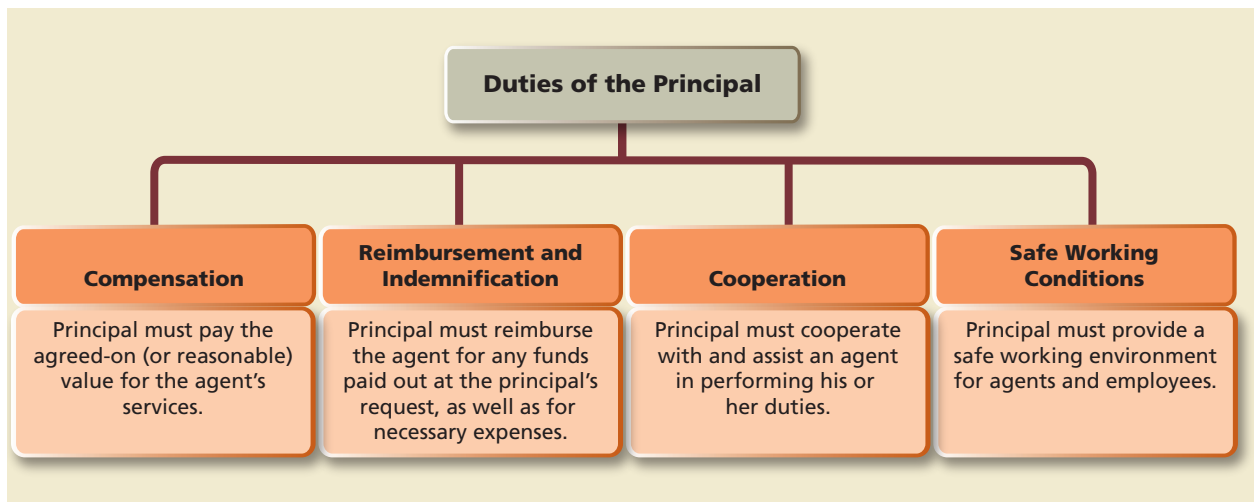 Duties of the Principal
Compensation
Principal must pay the
agreed-on (or reasonable)
value for the agent's
services.
Reimbursement and
Indemnification
Principal must reimburse
the agent for any funds
paid out at the principal's
request, as well as for
necessary expenses.
Cooperation
Principal must cooperate
with and assist an agent
in performing his or
her duties.
Safe Working
Conditions
Principal must provide a
safe working environment
for agents and employees.